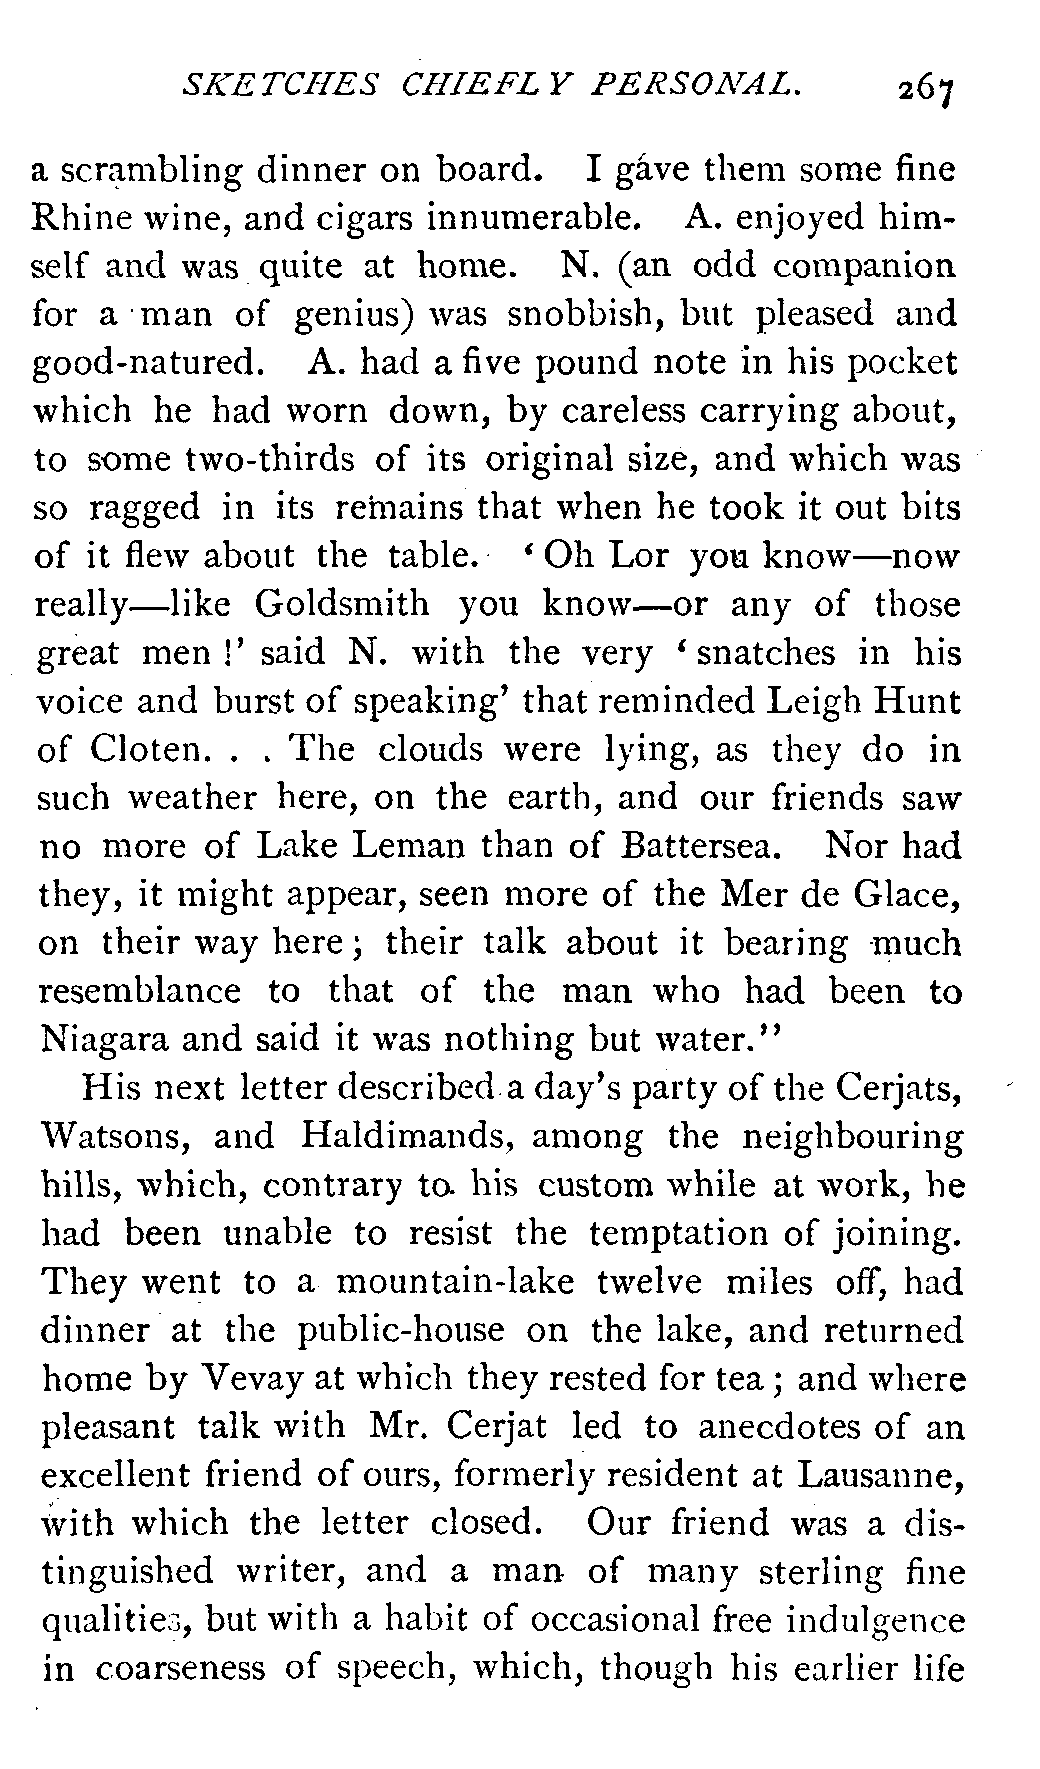 SKETCHES CHIEFLY PERSONAL. 267
a scrambling dinner on board. I gave them some fine
Rhine wine, and cigars innumerable. A. enjoyed him-
self and was quite at home. N. (an odd companion
for a man of genius) was snobbish, but pleased and
good-natured. A. had a five pound note in his pocket
which he had worn down, by careless carrying about,
to some two-thirds of its original size, and which was
so ragged in its remains that when he took it out bits
of it flew about the table. ‘Oh Lor you know—now
really—like Goldsmith you know—or any of those
great men!’ said N. with the very ‘snatches in his
voice and burst of speaking’ that reminded Leigh Hunt
of Cloten. . . The clouds were lying, as they do in
such weather here, on the earth, and our friends saw
no more of Lake Leman than of Battersea. Nor had
they, it might appear, seen more of the Mer de Glace,
on their way here; their talk about it bearing much
resemblance to that of the man who had been to
Niagara and said it was nothing but water.”
His next letter described a day’s party of the Cerjats,
Watsons, and Haldimands, among the neighbouring
hills, which, contrary to his custom while at work, he
had been unable to resist the temptation of joining.
They went to a mountain-lake twelve miles off, had
dinner at the public-house on the lake, and returned
home by Vevay at which they rested for tea; and where
pleasant talk with Mr. Cerjat led to anecdotes of an
excellent friend of ours, formerly resident at Lausanne,
with which the letter closed. Our friend was a dis-
tinguished writer, and a man of many sterling fine
qualities, but with a habit of occasional free indulgence
in coarseness of speech, which, though his earlier life